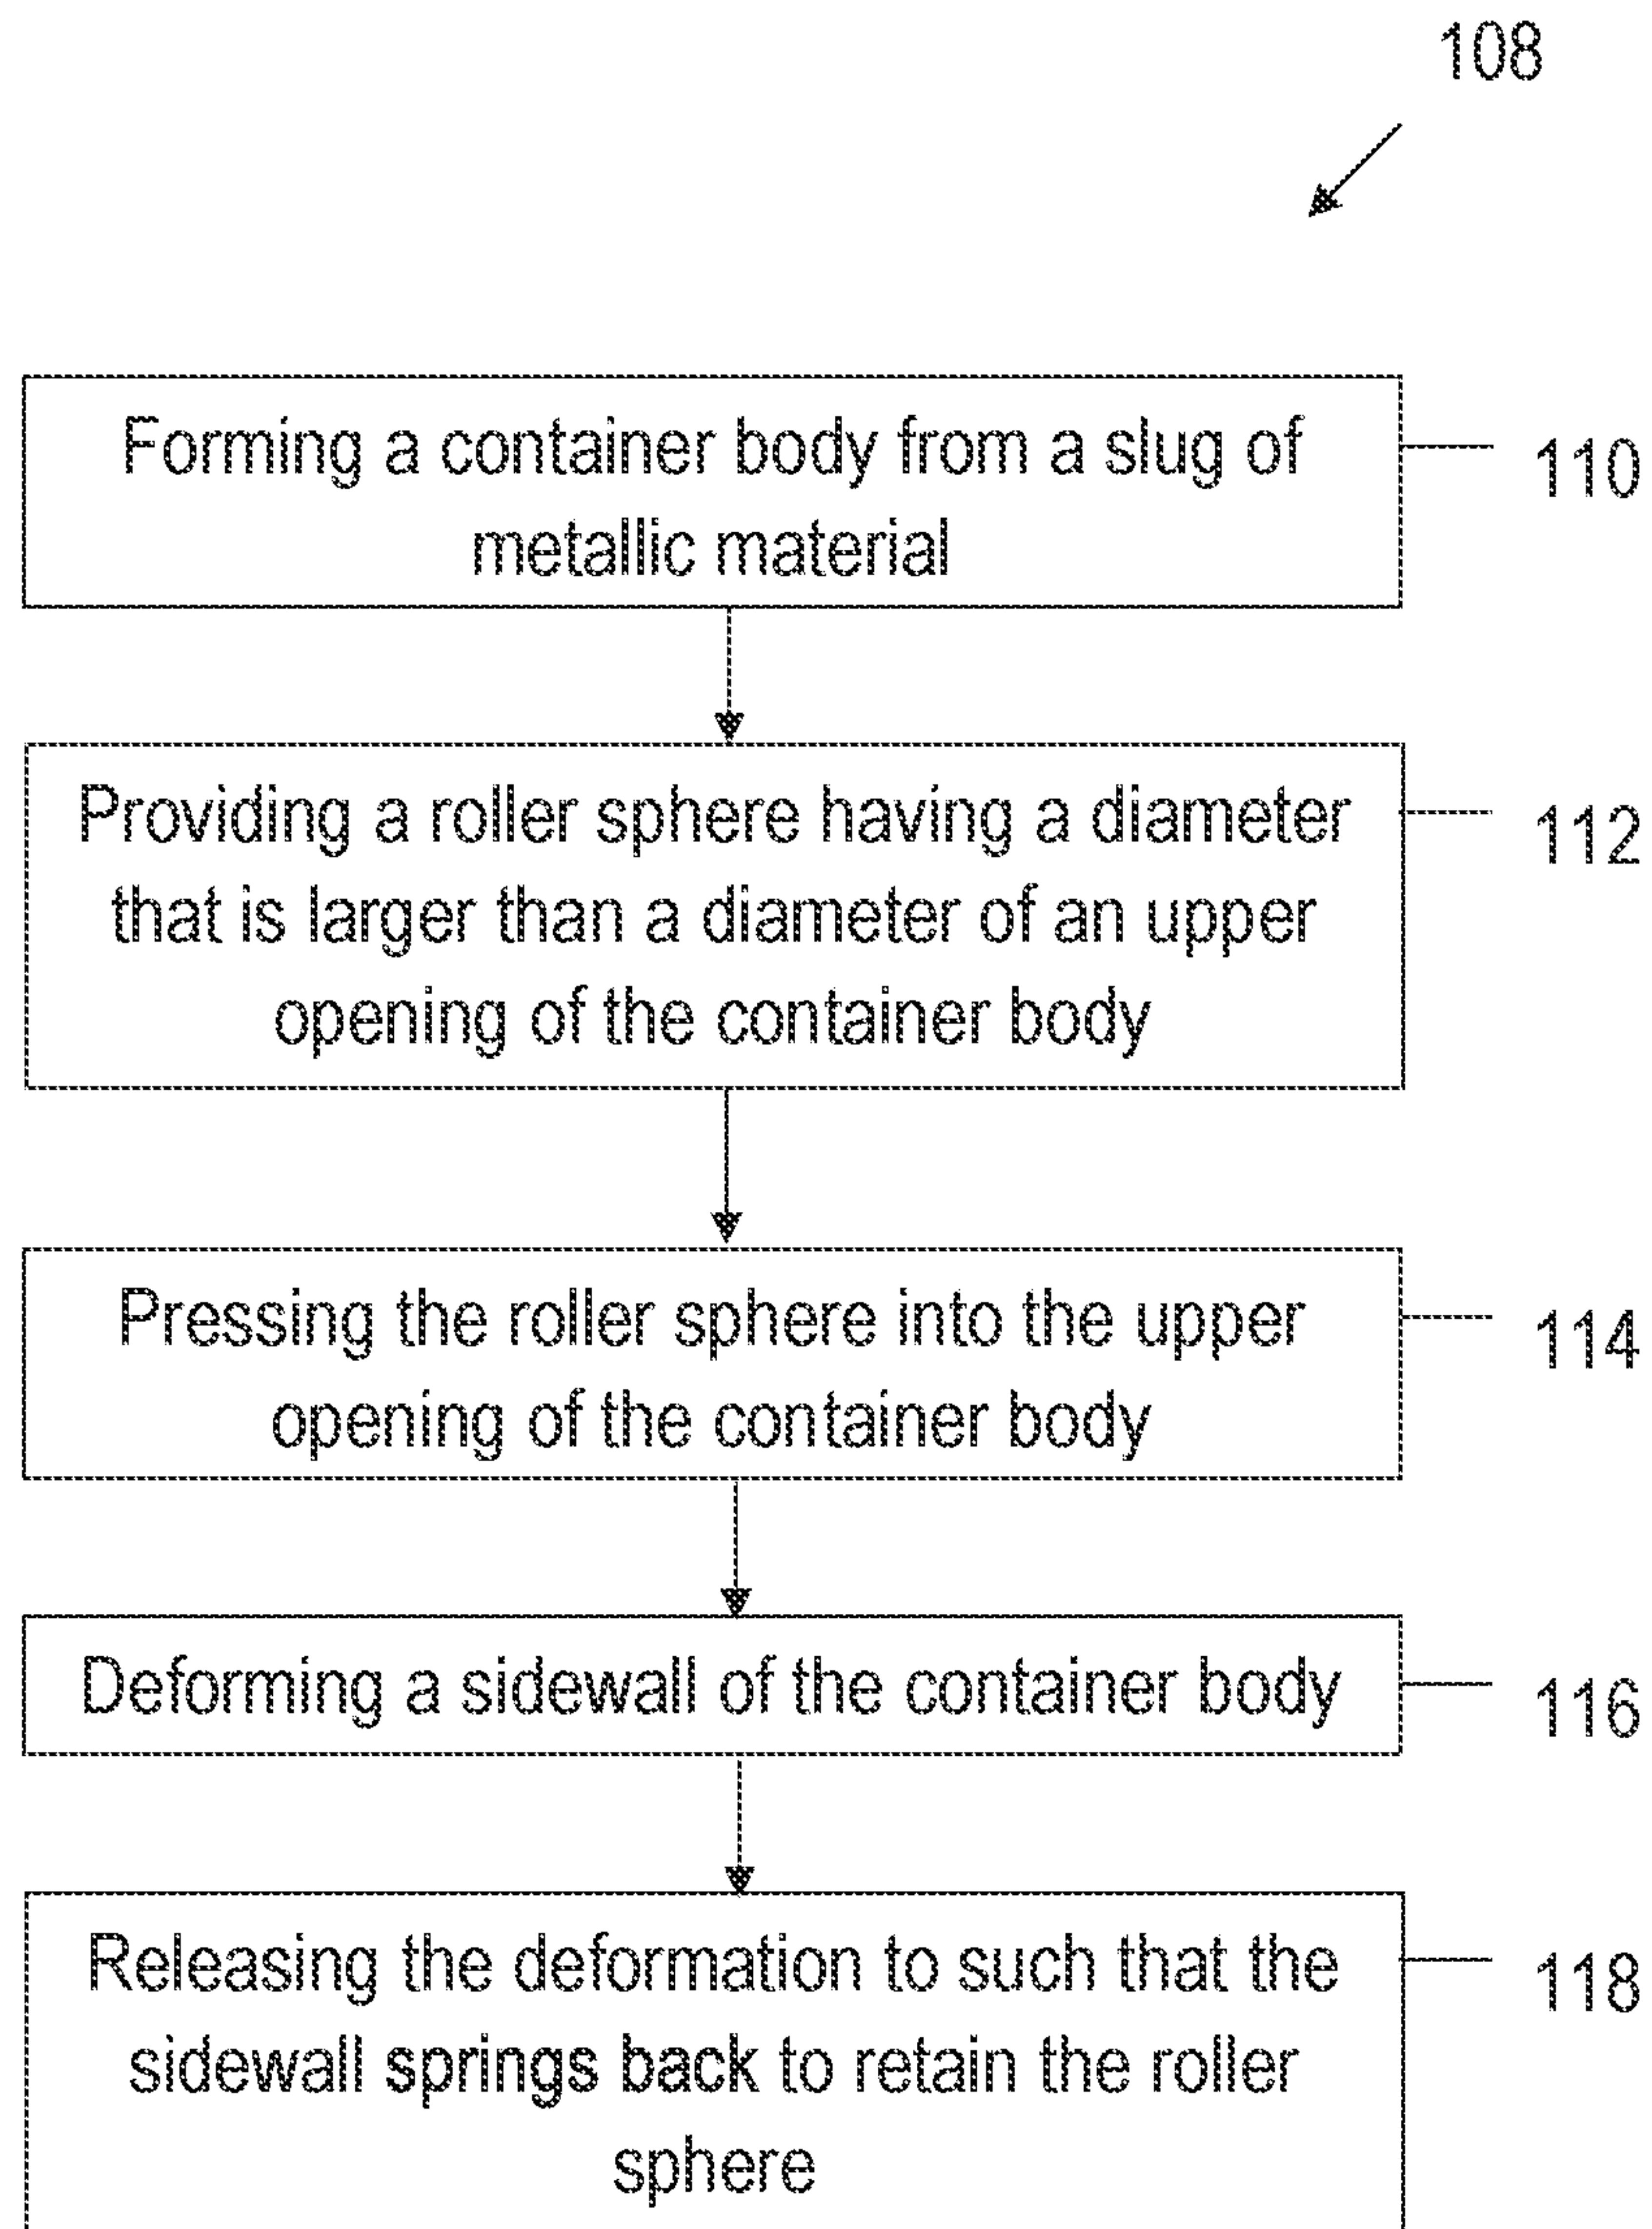 108
Forming a container body from a slug of
metallic material
110
Providing a roller sphere having a diameter
that is larger than a diameter of an upper
opening of the container body
112
Pressing the roller sphere into the upper
opening of the container body
114
Deforming a sidewall of the container body
116
Releasing the deformation to such that the
sidewall springs back to retain the roller
sphere
118